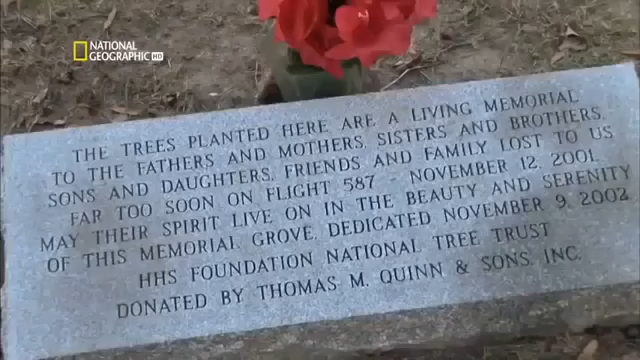 NATIONAL
GEOGRAPHIC HD
THE TREES PLANTED HERE ARE A LIVING MEMORIAL
TO THE FATHERS AND MOTHERS, SISTERS AND BROTHERS,
SONS AND DAUGHTERS, FRIENDS AND FAMILY LOST TO US
FAR TOO SOON ON FLIGHT 587 NOVEMBER 12, 2001.
MAY THEIR SPIRIT LIVE ON IN THE BEAUTY AND SERENITY
OF THIS MEMORIAL GROVE. DEDICATED NOVEMBER 9, 2002
HHS FOUNDATION NATIONAL TREE TRUST
DONATED BY THOMAS M. QUINN & SONS, INC.